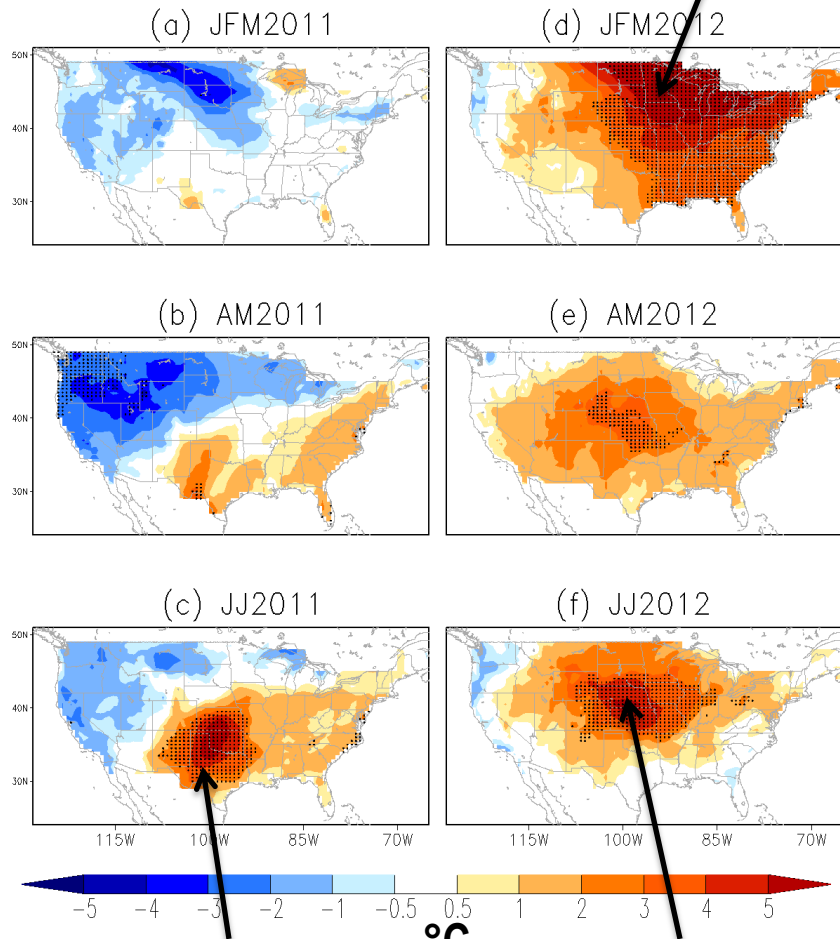 (a) JFM2011
(d) JFM2012
50N
40N
30N
(b) AM2011
(e) AM2012
50N
40N
30N
(c) JJ2011
(f) JJ2012
50N
40N
30N
115W 100W 85W 70W
115W 100W 85W 70W
-5 -4 -3 -2 -1 -0.5 0.5 1 2 3 4 5
°C